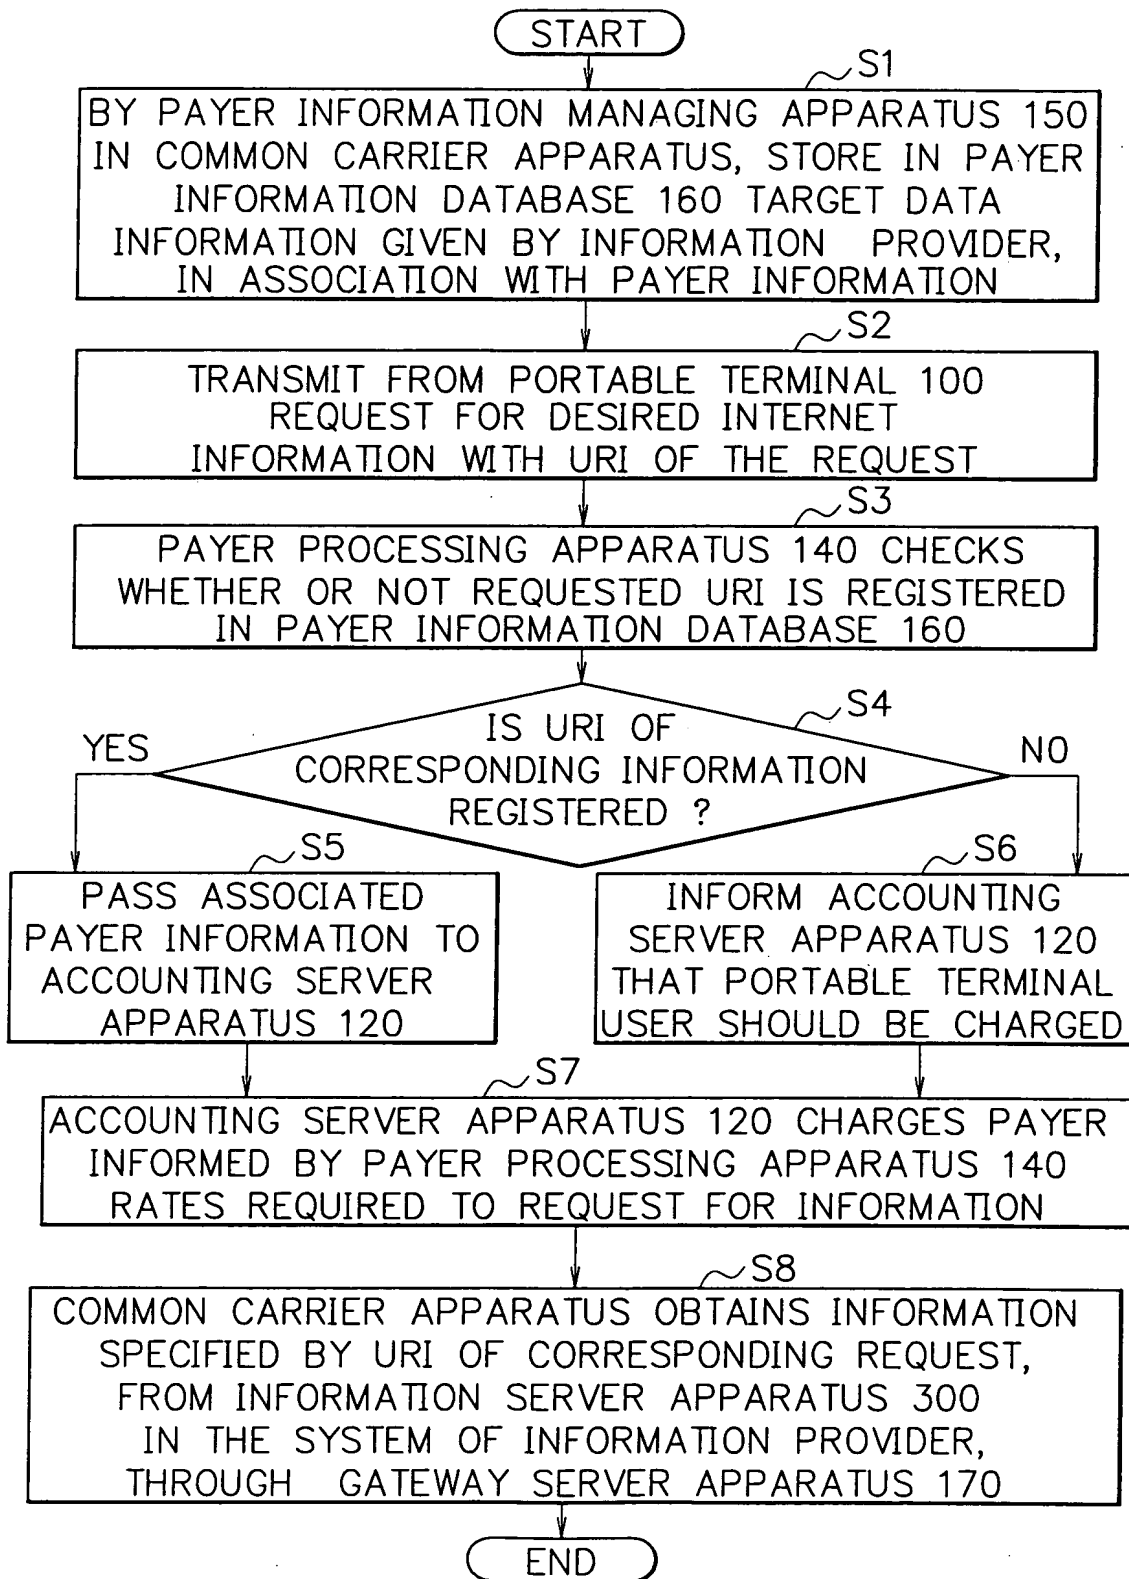 START
S1
BY PAYER INFORMATION MANAGING APPARATUS 150
IN COMMON CARRIER APPARATUS, STORE IN PAYER
INFORMATION DATABASE 160 TARGET DATA
INFORMATION GIVEN BY INFORMATION PROVIDER,
IN ASSOCIATION WITH PAYER INFORMATION
S2
TRANSMIT FROM PORTABLE TERMINAL 100
REQUEST FOR DESIRED INTERNET
INFORMATION WITH URI OF THE REQUEST
S3
PAYER PROCESSING APPARATUS 140 CHECKS
WHETHER OR NOT REQUESTED URI IS REGISTERED
IN PAYER INFORMATION DATABASE 160
S4
IS URI OF
CORRESPONDING INFORMATION
REGISTERED ?
YES
NO
S5
PASS ASSOCIATED
PAYER INFORMATION TO
ACCOUNTING SERVER
APPARATUS 120
S6
INFORM ACCOUNTING
SERVER APPARATUS 120
THAT PORTABLE TERMINAL
USER SHOULD BE CHARGED
S7
ACCOUNTING SERVER APPARATUS 120 CHARGES PAYER
INFORMED BY PAYER PROCESSING APPARATUS 140
RATES REQUIRED TO REQUEST FOR INFORMATION
S8
COMMON CARRIER APPARATUS OBTAINS INFORMATION
SPECIFIED BY URI OF CORRESPONDING REQUEST,
FROM INFORMATION SERVER APPARATUS 300
IN THE SYSTEM OF INFORMATION PROVIDER,
THROUGH GATEWAY SERVER APPARATUS 170
END